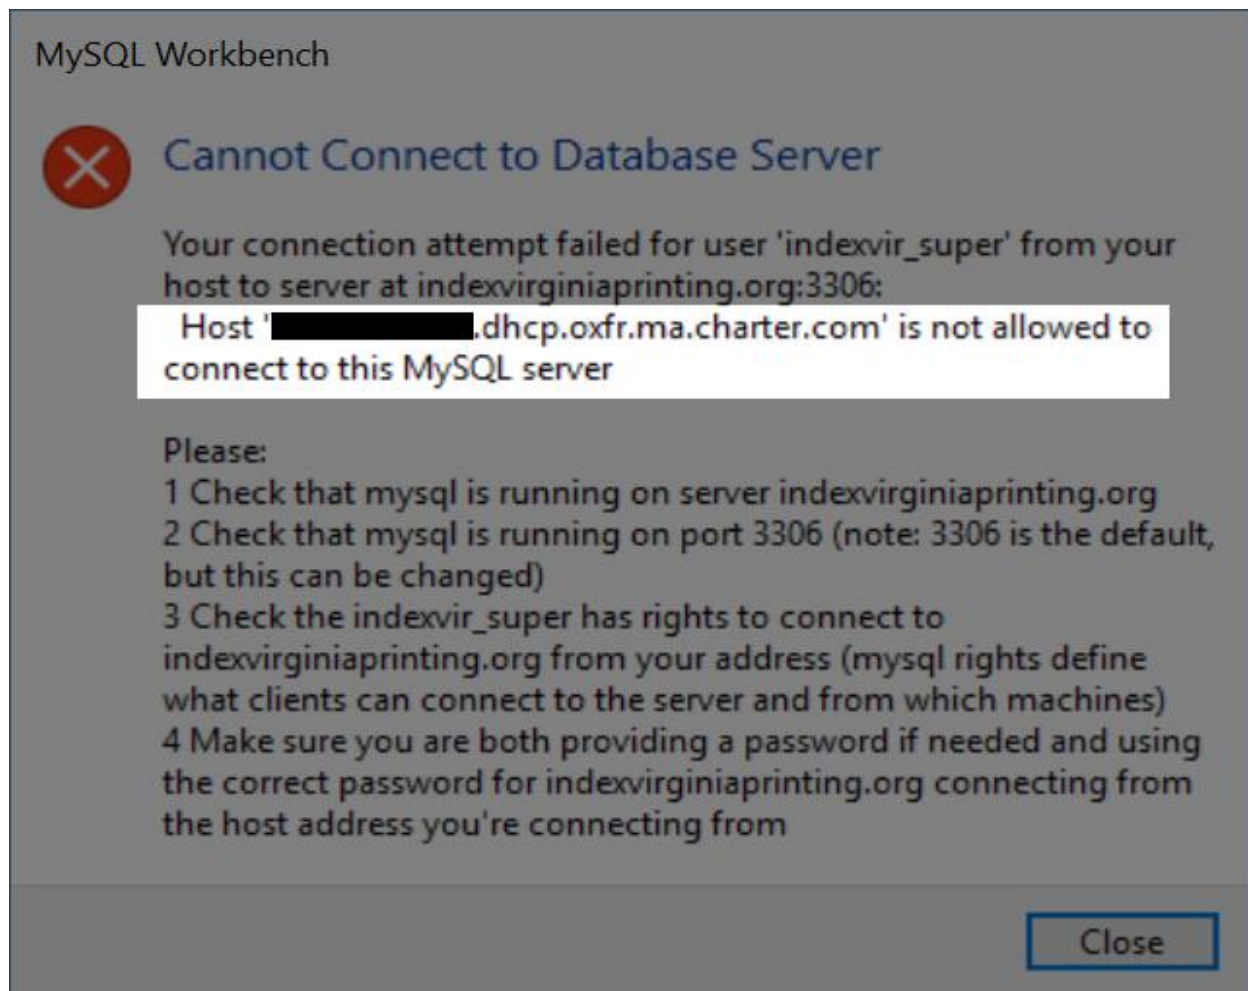 MySQL Workbench
Cannot Connect to Database Server
Your connection attempt failed for user 'indexvir_super' from your
host to server at indexvirginiaprinting.org:3306:
Host '.dhcp.oxfr.ma.charter.com' is not allowed to
connect to this MySQL server
Please:
1 Check that mysql is running on server indexvirginiaprinting.org
2 Check that mysql is running on port 3306 (note: 3306 is the default,
but this can be changed)
3 Check the indexvir_super has rights to connect to
indexvirginiaprinting.org from your address (mysql rights define
what clients can connect to the server and from which machines)
4 Make sure you are both providing a password if needed and using
the correct password for indexvirginiaprinting.org connecting from
the host address you're connecting from
Close